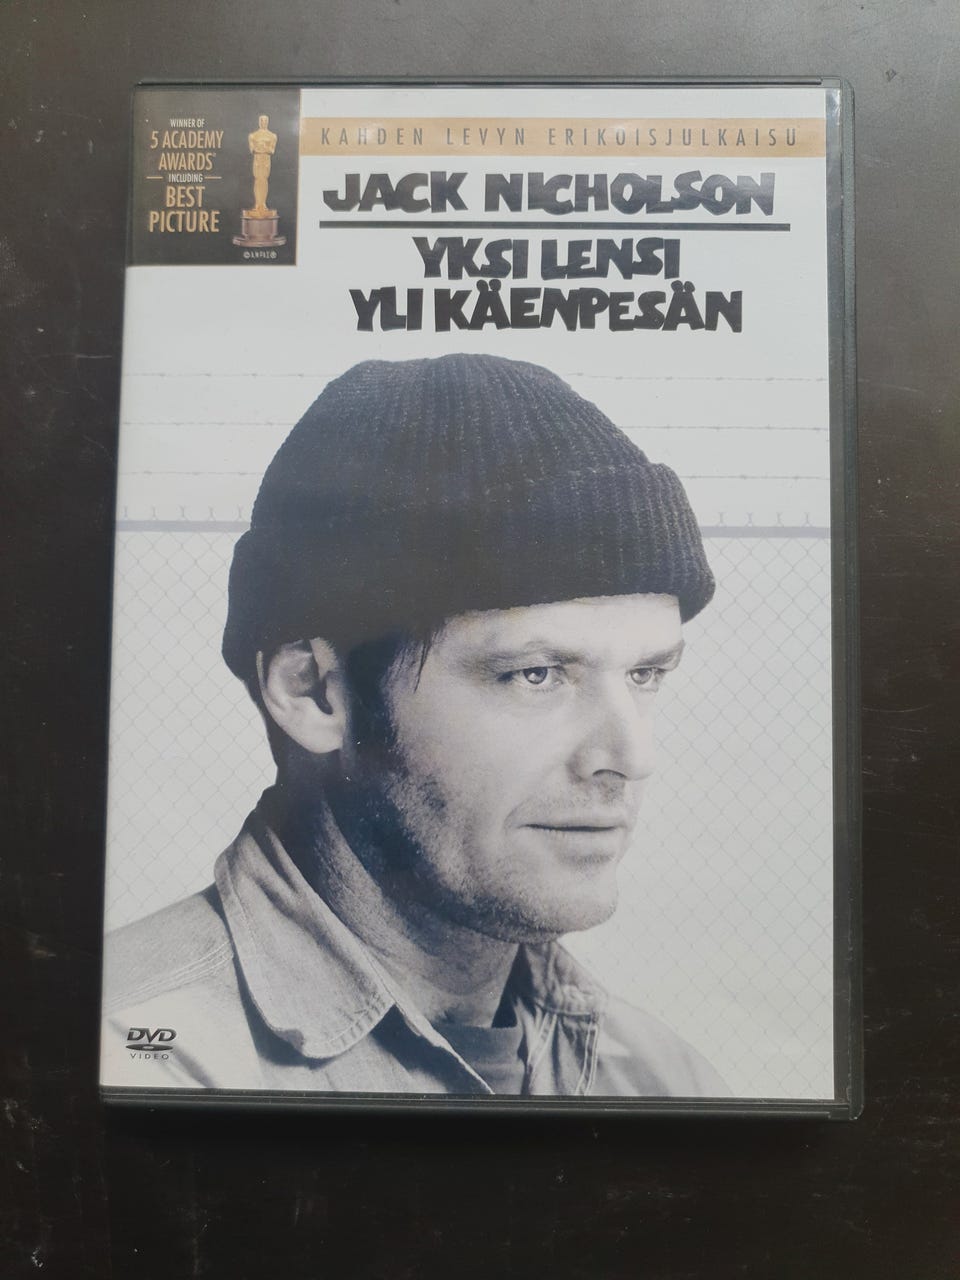 WINNER OF
5 ACADEMY
AWARDS®
INCLUDING
BEST
PICTURE
KAHDEN LEVYN ERIKOISJULKAISU
JACK NICHOLSON
YKSI LENSI
YLI KÄENPESÄN
DVD
VIDEO